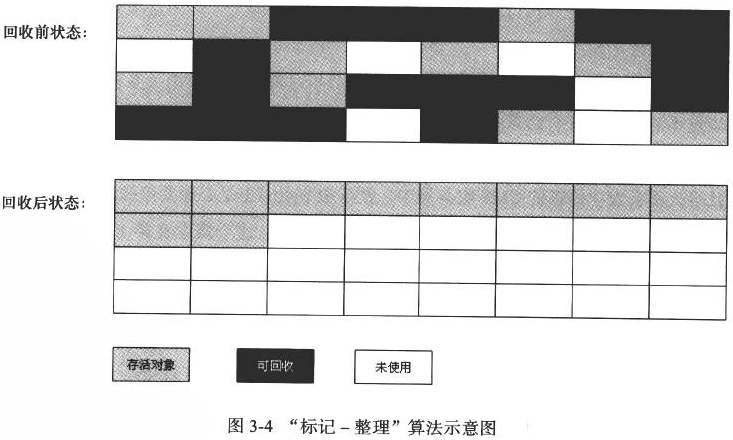 回收前状态:
回收后状态:
存活对象
可回收
未使用
图 3-4 “标记－整理”算法示意图